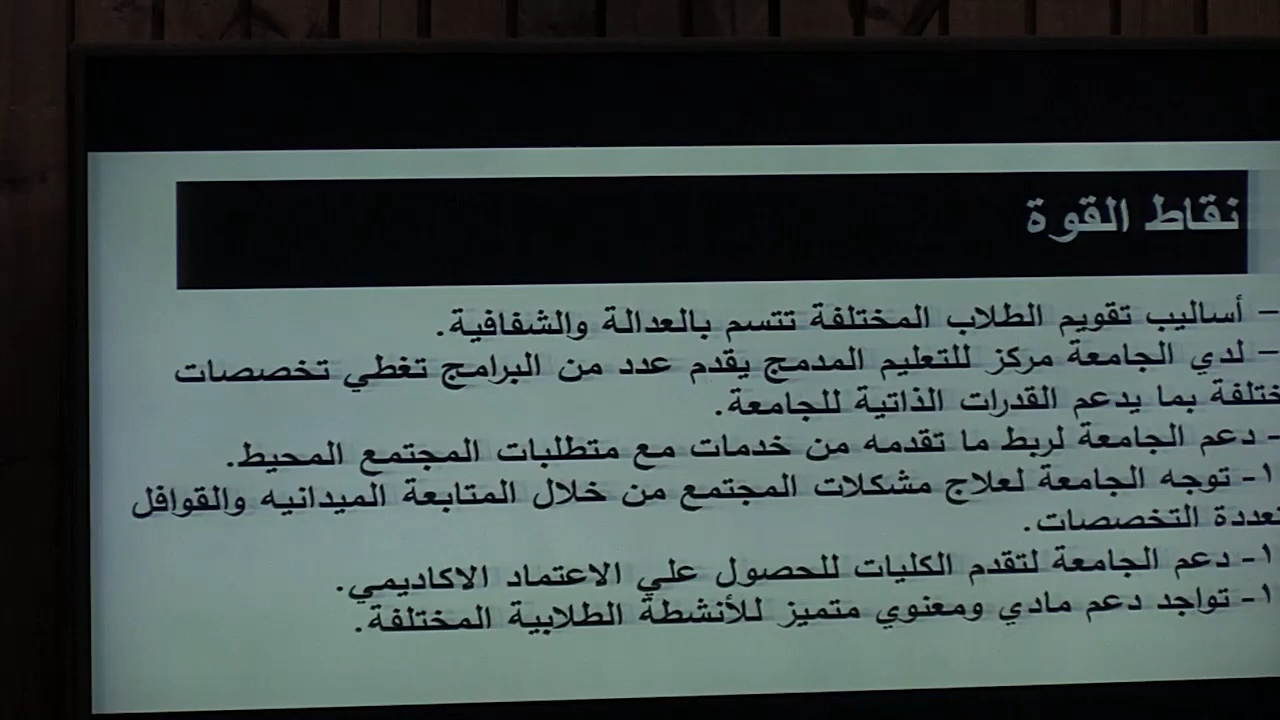 نقاط القوة
- أساليب تقويم الطلاب المختلفة تتسم بالعدالة والشفافية.
- لدي الجامعة مركز للتعليم المدمج يقدم عدد من البرامج تغطي تخصصات
ختلفة بما يدعم القدرات الذاتية للجامعة.
- دعم الجامعة لربط ما تقدمه من خدمات مع متطلبات المجتمع المحيط.
١- توجه الجامعة لعلاج مشكلات المجتمع من خلال المتابعة الميدانيه والقوافل
تعددة التخصصات.
١- دعم الجامعة لتقدم الكليات للحصول علي الاعتماد الاكاديمي.
١- تواجد دعم مادي ومعنوي متميز للأنشطة الطلابية المختلفة.